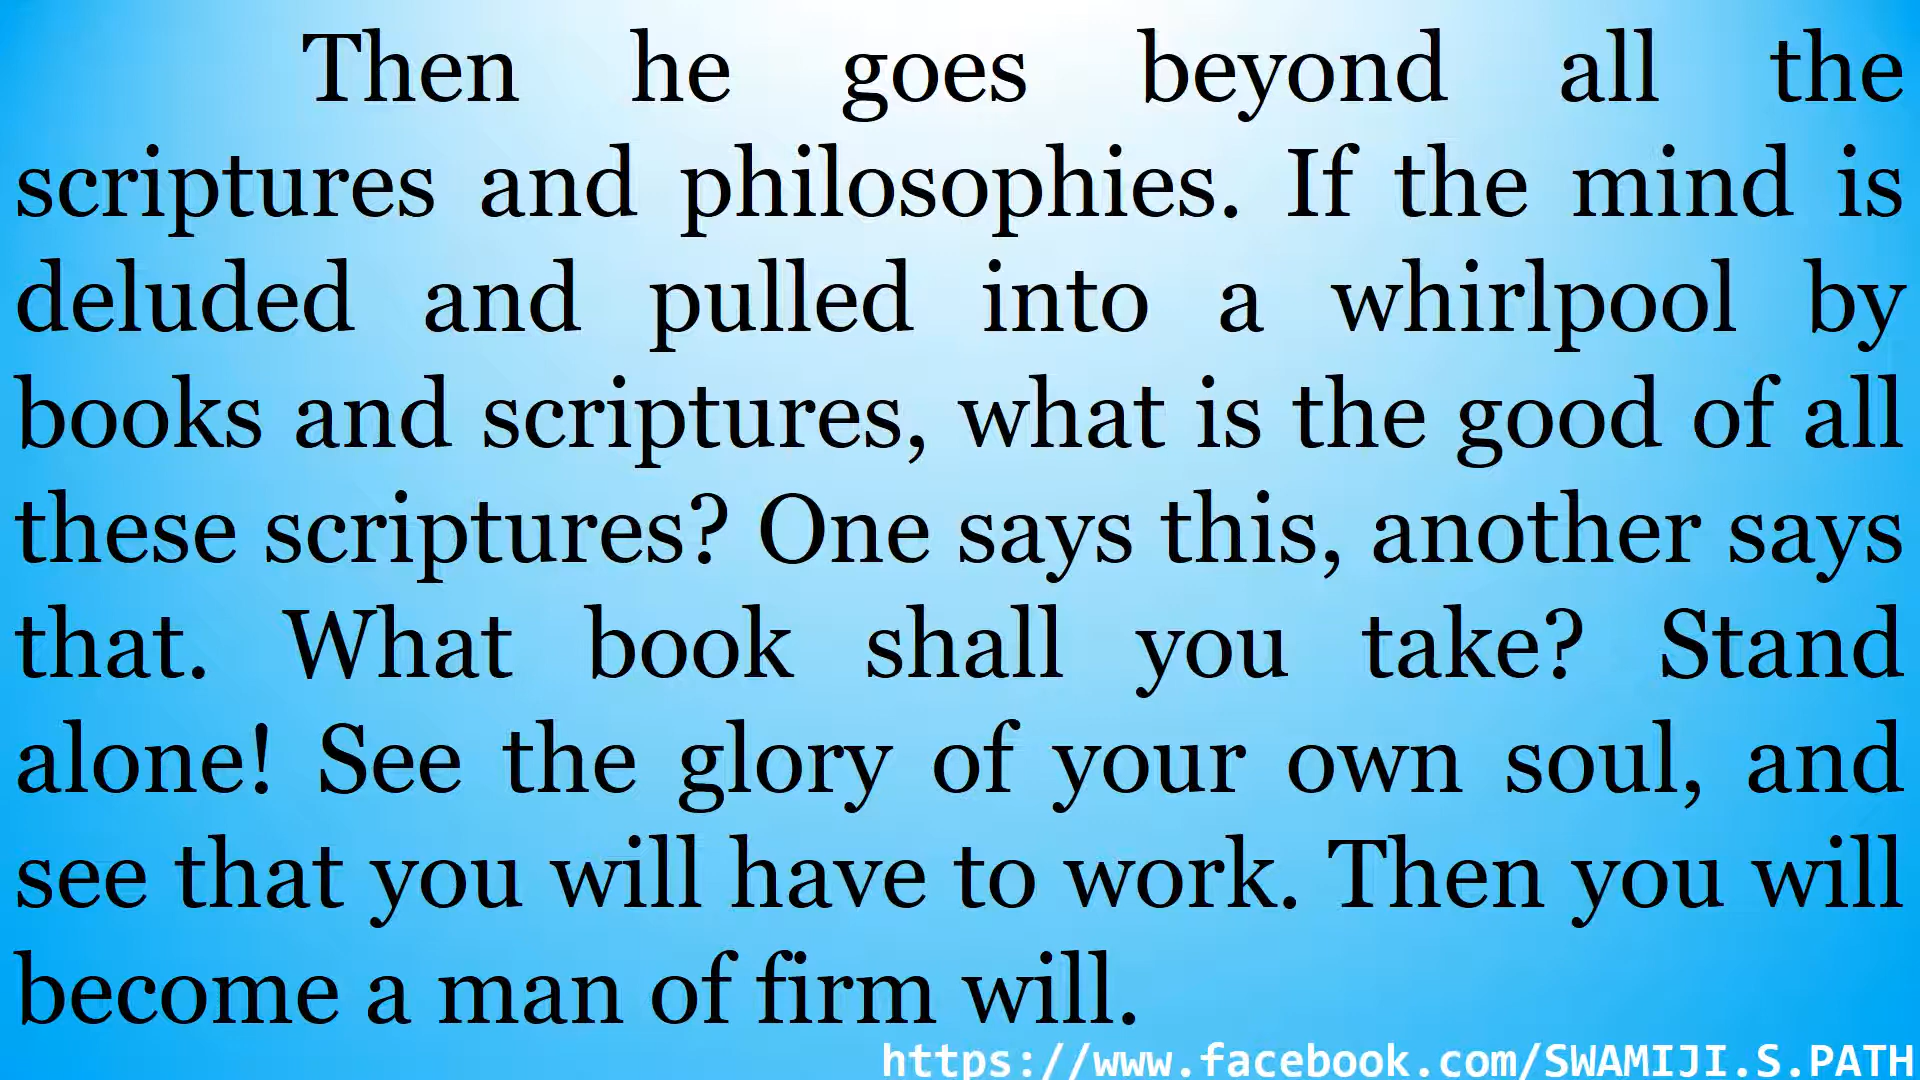 Then he goes beyond all the
scriptures and philosophies. If the mind is
deluded and pulled into a whirlpool by
books and scriptures, what is the good of all
these scriptures? One says this, another says
that. What book shall you take? Stand
alone! See the glory of your own soul, and
see that you will have to work. Then you will
become a man of firm will.
https://www.facebook.com/SWAMIJI.S.PATH